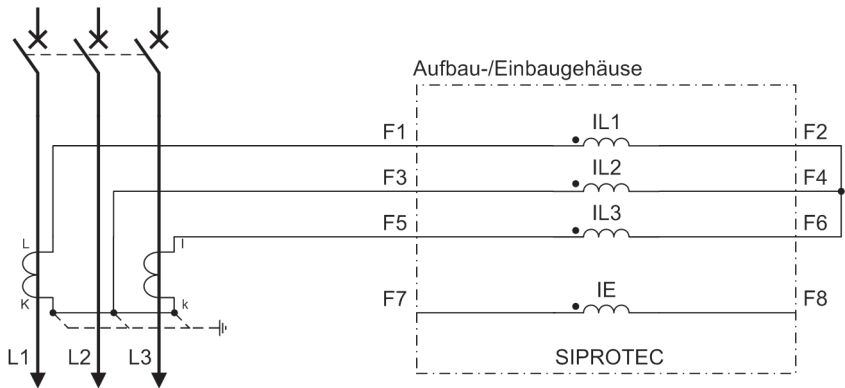 Aufbau-/Einbaugehäuse
F1 IL1 F2
F3 IL2 F4
F5 IL3 F6
L l
K k
F7 IE F8
L1 L2 L3 SIPROTEC